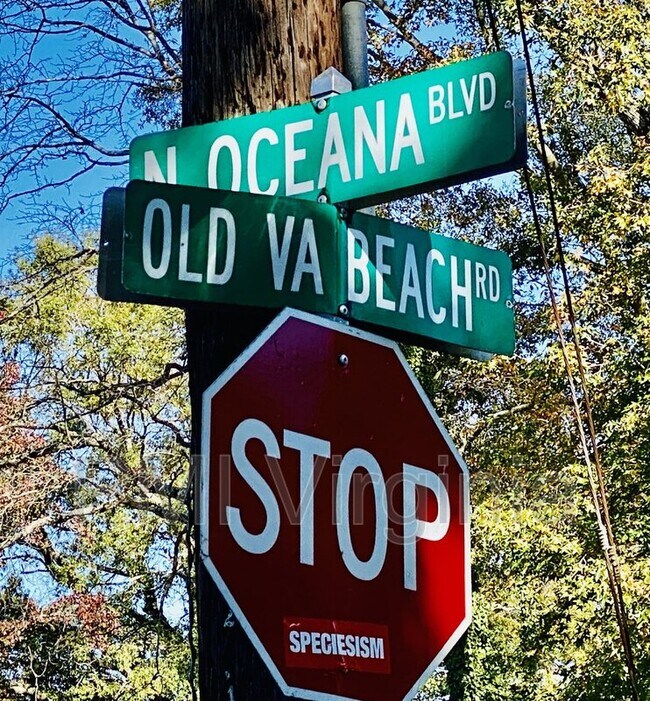 N OCEANA BLVD
OLD VA BEACH RD
STOP
SPECIESISM